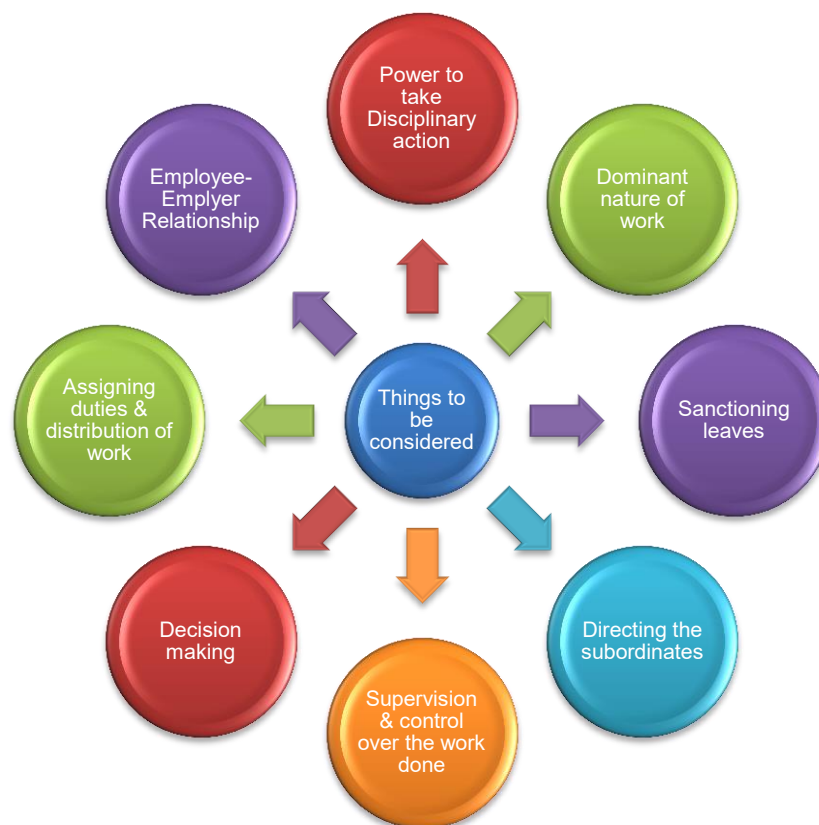 Power to
take
Disciplinary
action
Dominant
nature of
work
Sanctioning
leaves
Directing the
subordinates
Supervision
& control
over the work
done
Decision
making
Assigning
duties &
distribution of
work
Employee-
Emplyer
Relationship
Things to
be
considered